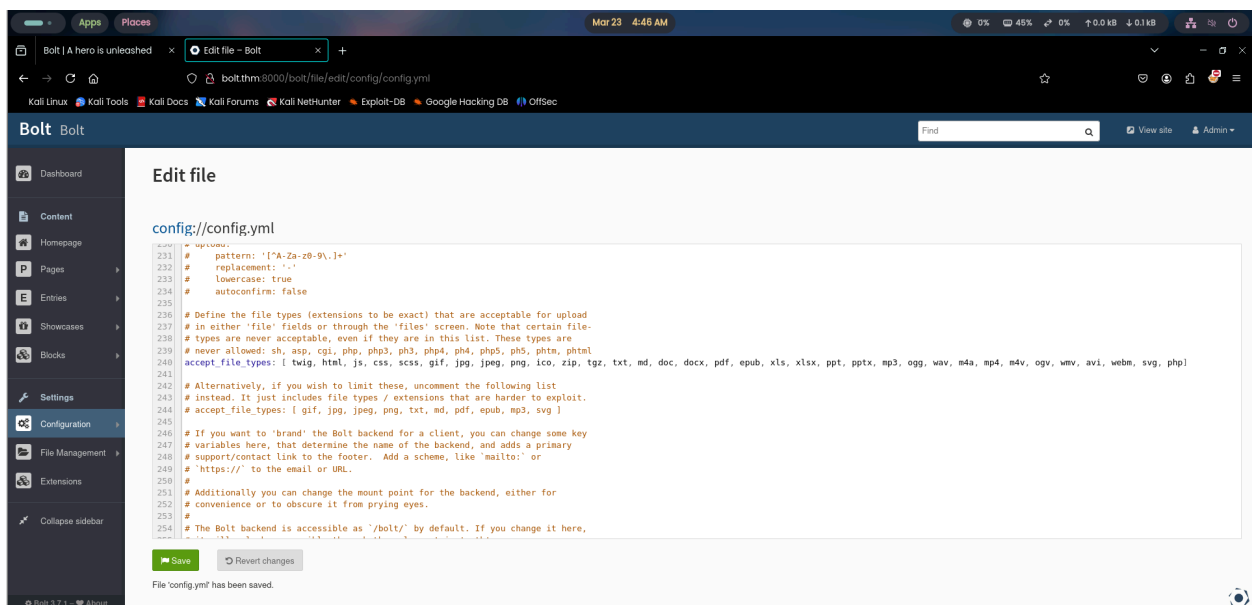 Apps Places Mar 23 4:46 AM 0% 45% 0% ↑0.0 kB ↓0.1 kB
Bolt | A hero is unleashed × Edit file – Bolt × +
bolt.thm:8000/bolt/file/edit/config/config.yml
Kali Linux Kali Tools Kali Docs Kali Forums Kali NetHunter Exploit-DB Google Hacking DB OffSec
Bolt Bolt Find View site Admin
Dashboard
Content
Homepage
Pages
Entries
Showcases
Blocks
Settings
Configuration
File Management
Extensions
Collapse sidebar
Bolt 3.7.1 – About
Edit file
config://config.yml
230 # upload:
231 #     pattern: '[^A-Za-z0-9\.]+'
232 #     replacement: '-'
233 #     lowercase: true
234 #     autoconfirm: false
235
236 # Define the file types (extensions to be exact) that are acceptable for upload
237 # in either 'file' fields or through the 'files' screen. Note that certain file-
238 # types are never acceptable, even if they are in this list. These types are
239 # never allowed: sh, asp, cgi, php, php3, ph3, php4, ph4, php5, ph5, phtm, phtml
240 accept_file_types: [ twig, html, js, css, scss, gif, jpg, jpeg, png, ico, zip, tgz, txt, md, doc, docx, pdf, epub, xls, xlsx, ppt, pptx, mp3, ogg, wav, m4a, mp4, m4v, ogv, wmv, avi, webm, svg, php]
241
242 # Alternatively, if you wish to limit these, uncomment the following list
243 # instead. It just includes file types / extensions that are harder to exploit.
244 # accept_file_types: [ gif, jpg, jpeg, png, txt, md, pdf, epub, mp3, svg ]
245
246 # If you want to 'brand' the Bolt backend for a client, you can change some key
247 # variables here, that determine the name of the backend, and adds a primary
248 # support/contact link to the footer.  Add a scheme, like `mailto:` or
249 # `https://` to the email or URL.
250 #
251 # Additionally you can change the mount point for the backend, either for
252 # convenience or to obscure it from prying eyes.
253 #
254 # The Bolt backend is accessible as `/bolt/` by default. If you change it here,
Save Revert changes
File 'config.yml' has been saved.